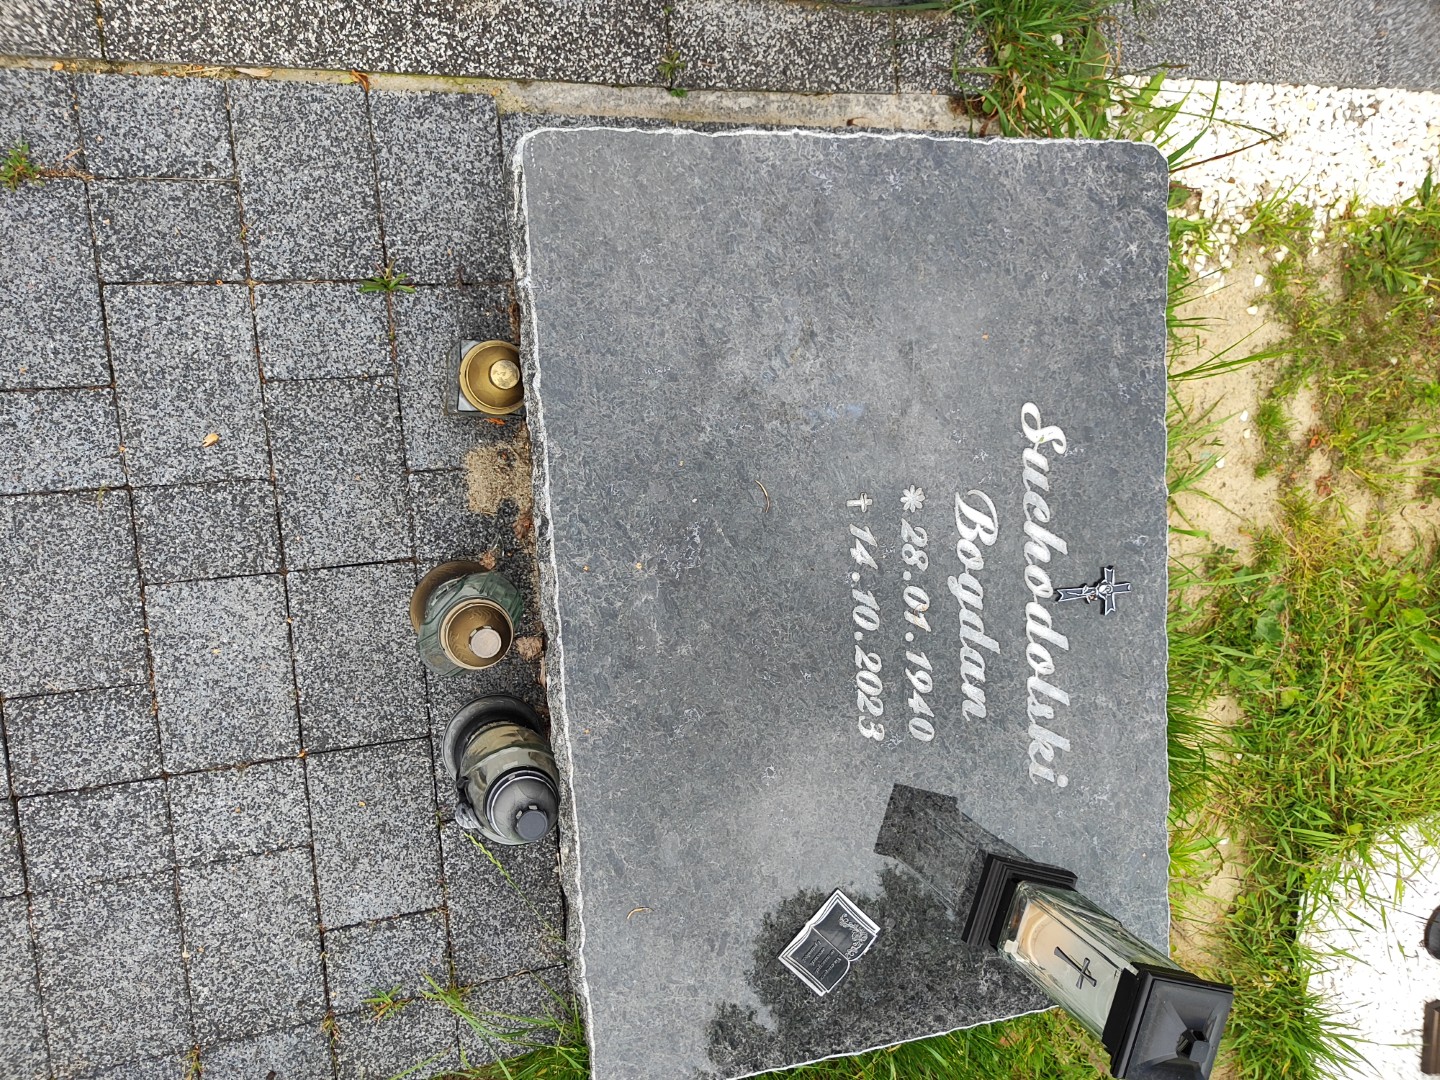 Suchodolski
Bogdan
* 28.01.1940
✝ 14.10.2023